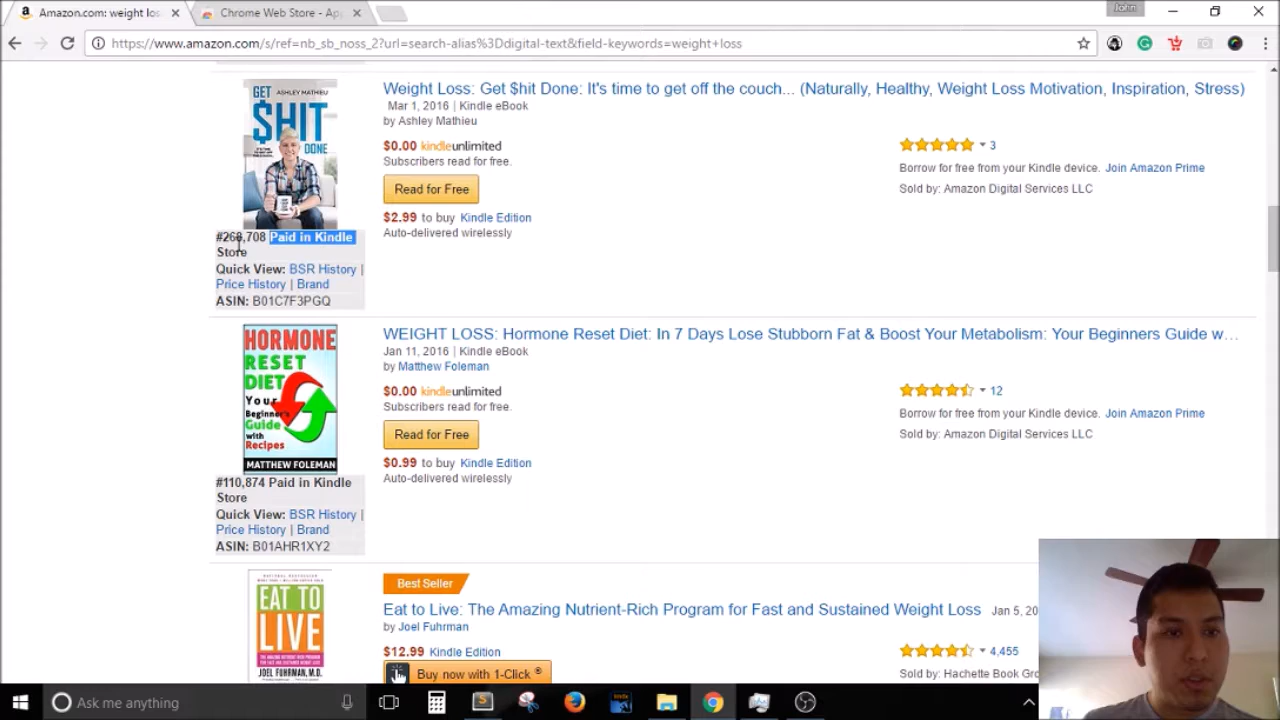 Amazon.com: weight los
Chrome Web Store - Ap
John
https://www.amazon.com/s/ref=nb_sb_noss_2?url=search-alias%3Ddigital-text&field-keywords=weight+loss
GET ASHLEY MATHIEU
$HIT
DONE
Weight Loss: Get $hit Done: It's time to get off the couch... (Naturally, Healthy, Weight Loss Motivation, Inspiration, Stress)
Mar 1, 2016 | Kindle eBook
by Ashley Mathieu
$0.00 kindleunlimited
Subscribers read for free.
Read for Free
$2.99 to buy Kindle Edition
Auto-delivered wirelessly
3
Borrow for free from your Kindle device. Join Amazon Prime
Sold by: Amazon Digital Services LLC
#268,708 Paid in Kindle
Store
Quick View: BSR History |
Price History | Brand
ASIN: B01C7F3PGQ
HORMONE
RESET
DIET
Your
Beginner's
Guide
with
Recipes
MATTHEW FOLEMAN
WEIGHT LOSS: Hormone Reset Diet: In 7 Days Lose Stubborn Fat & Boost Your Metabolism: Your Beginners Guide w...
Jan 11, 2016 | Kindle eBook
by Matthew Foleman
$0.00 kindleunlimited
Subscribers read for free.
Read for Free
$0.99 to buy Kindle Edition
Auto-delivered wirelessly
12
Borrow for free from your Kindle device. Join Amazon Prime
Sold by: Amazon Digital Services LLC
#110,874 Paid in Kindle
Store
Quick View: BSR History |
Price History | Brand
ASIN: B01AHR1XY2
EAT TO
LIVE
JOEL FUHRMAN, M.D.
Best Seller
Eat to Live: The Amazing Nutrient-Rich Program for Fast and Sustained Weight Loss Jan 5, 20
by Joel Fuhrman
$12.99 Kindle Edition
Buy now with 1-Click ®
4,455
Sold by: Hachette Book Gro
Ask me anything